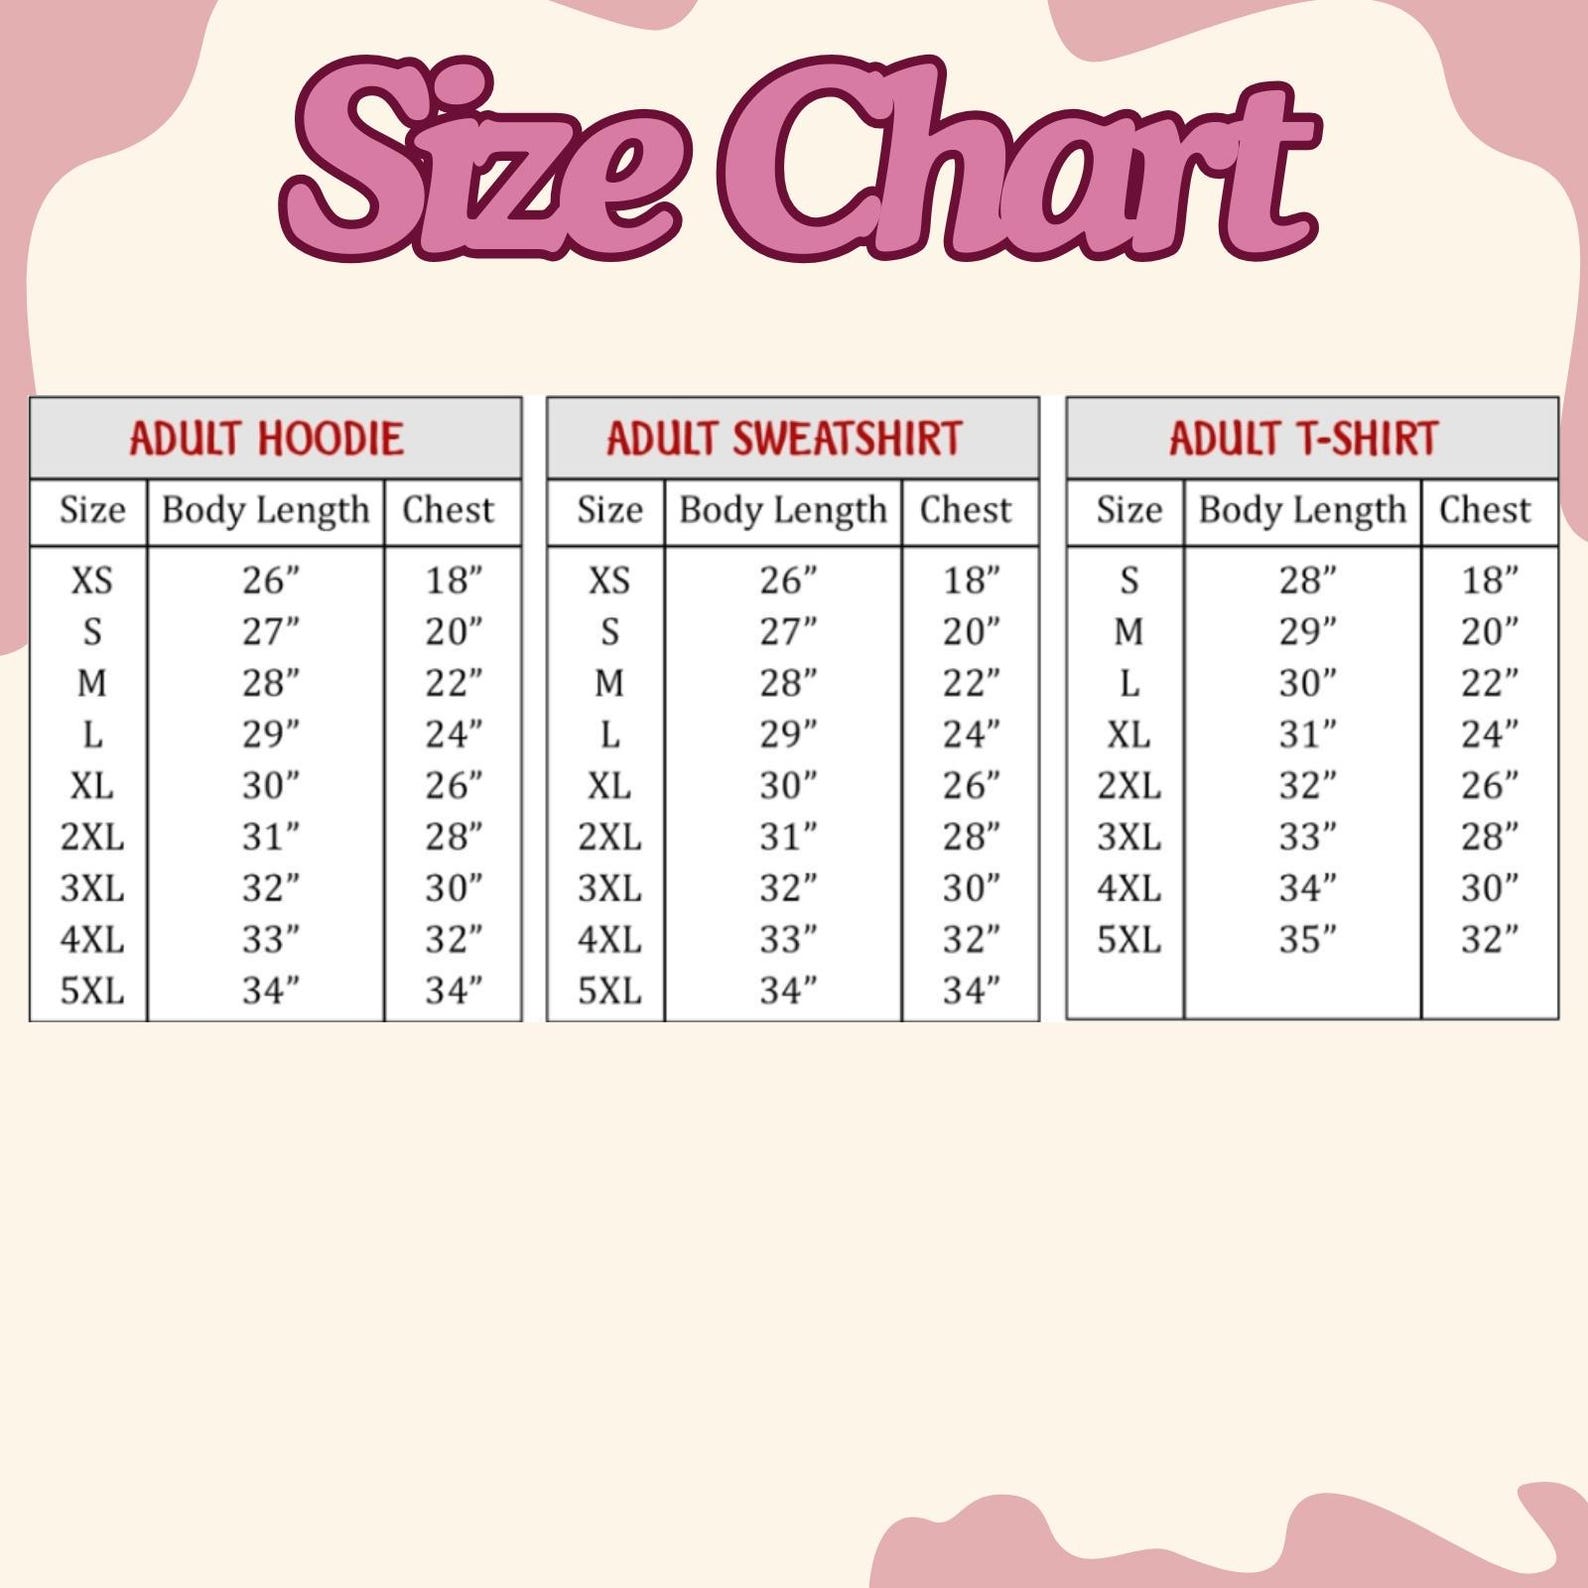 Size Chart
ADULT HOODIE
Size Body Length Chest
XS 26” 18”
S 27” 20”
M 28” 22”
L 29” 24”
XL 30” 26”
2XL 31” 28”
3XL 32” 30”
4XL 33” 32”
5XL 34” 34”
ADULT SWEATSHIRT
Size Body Length Chest
XS 26” 18”
S 27” 20”
M 28” 22”
L 29” 24”
XL 30” 26”
2XL 31” 28”
3XL 32” 30”
4XL 33” 32”
5XL 34” 34”
ADULT T-SHIRT
Size Body Length Chest
S 28” 18”
M 29” 20”
L 30” 22”
XL 31” 24”
2XL 32” 26”
3XL 33” 28”
4XL 34” 30”
5XL 35” 32”